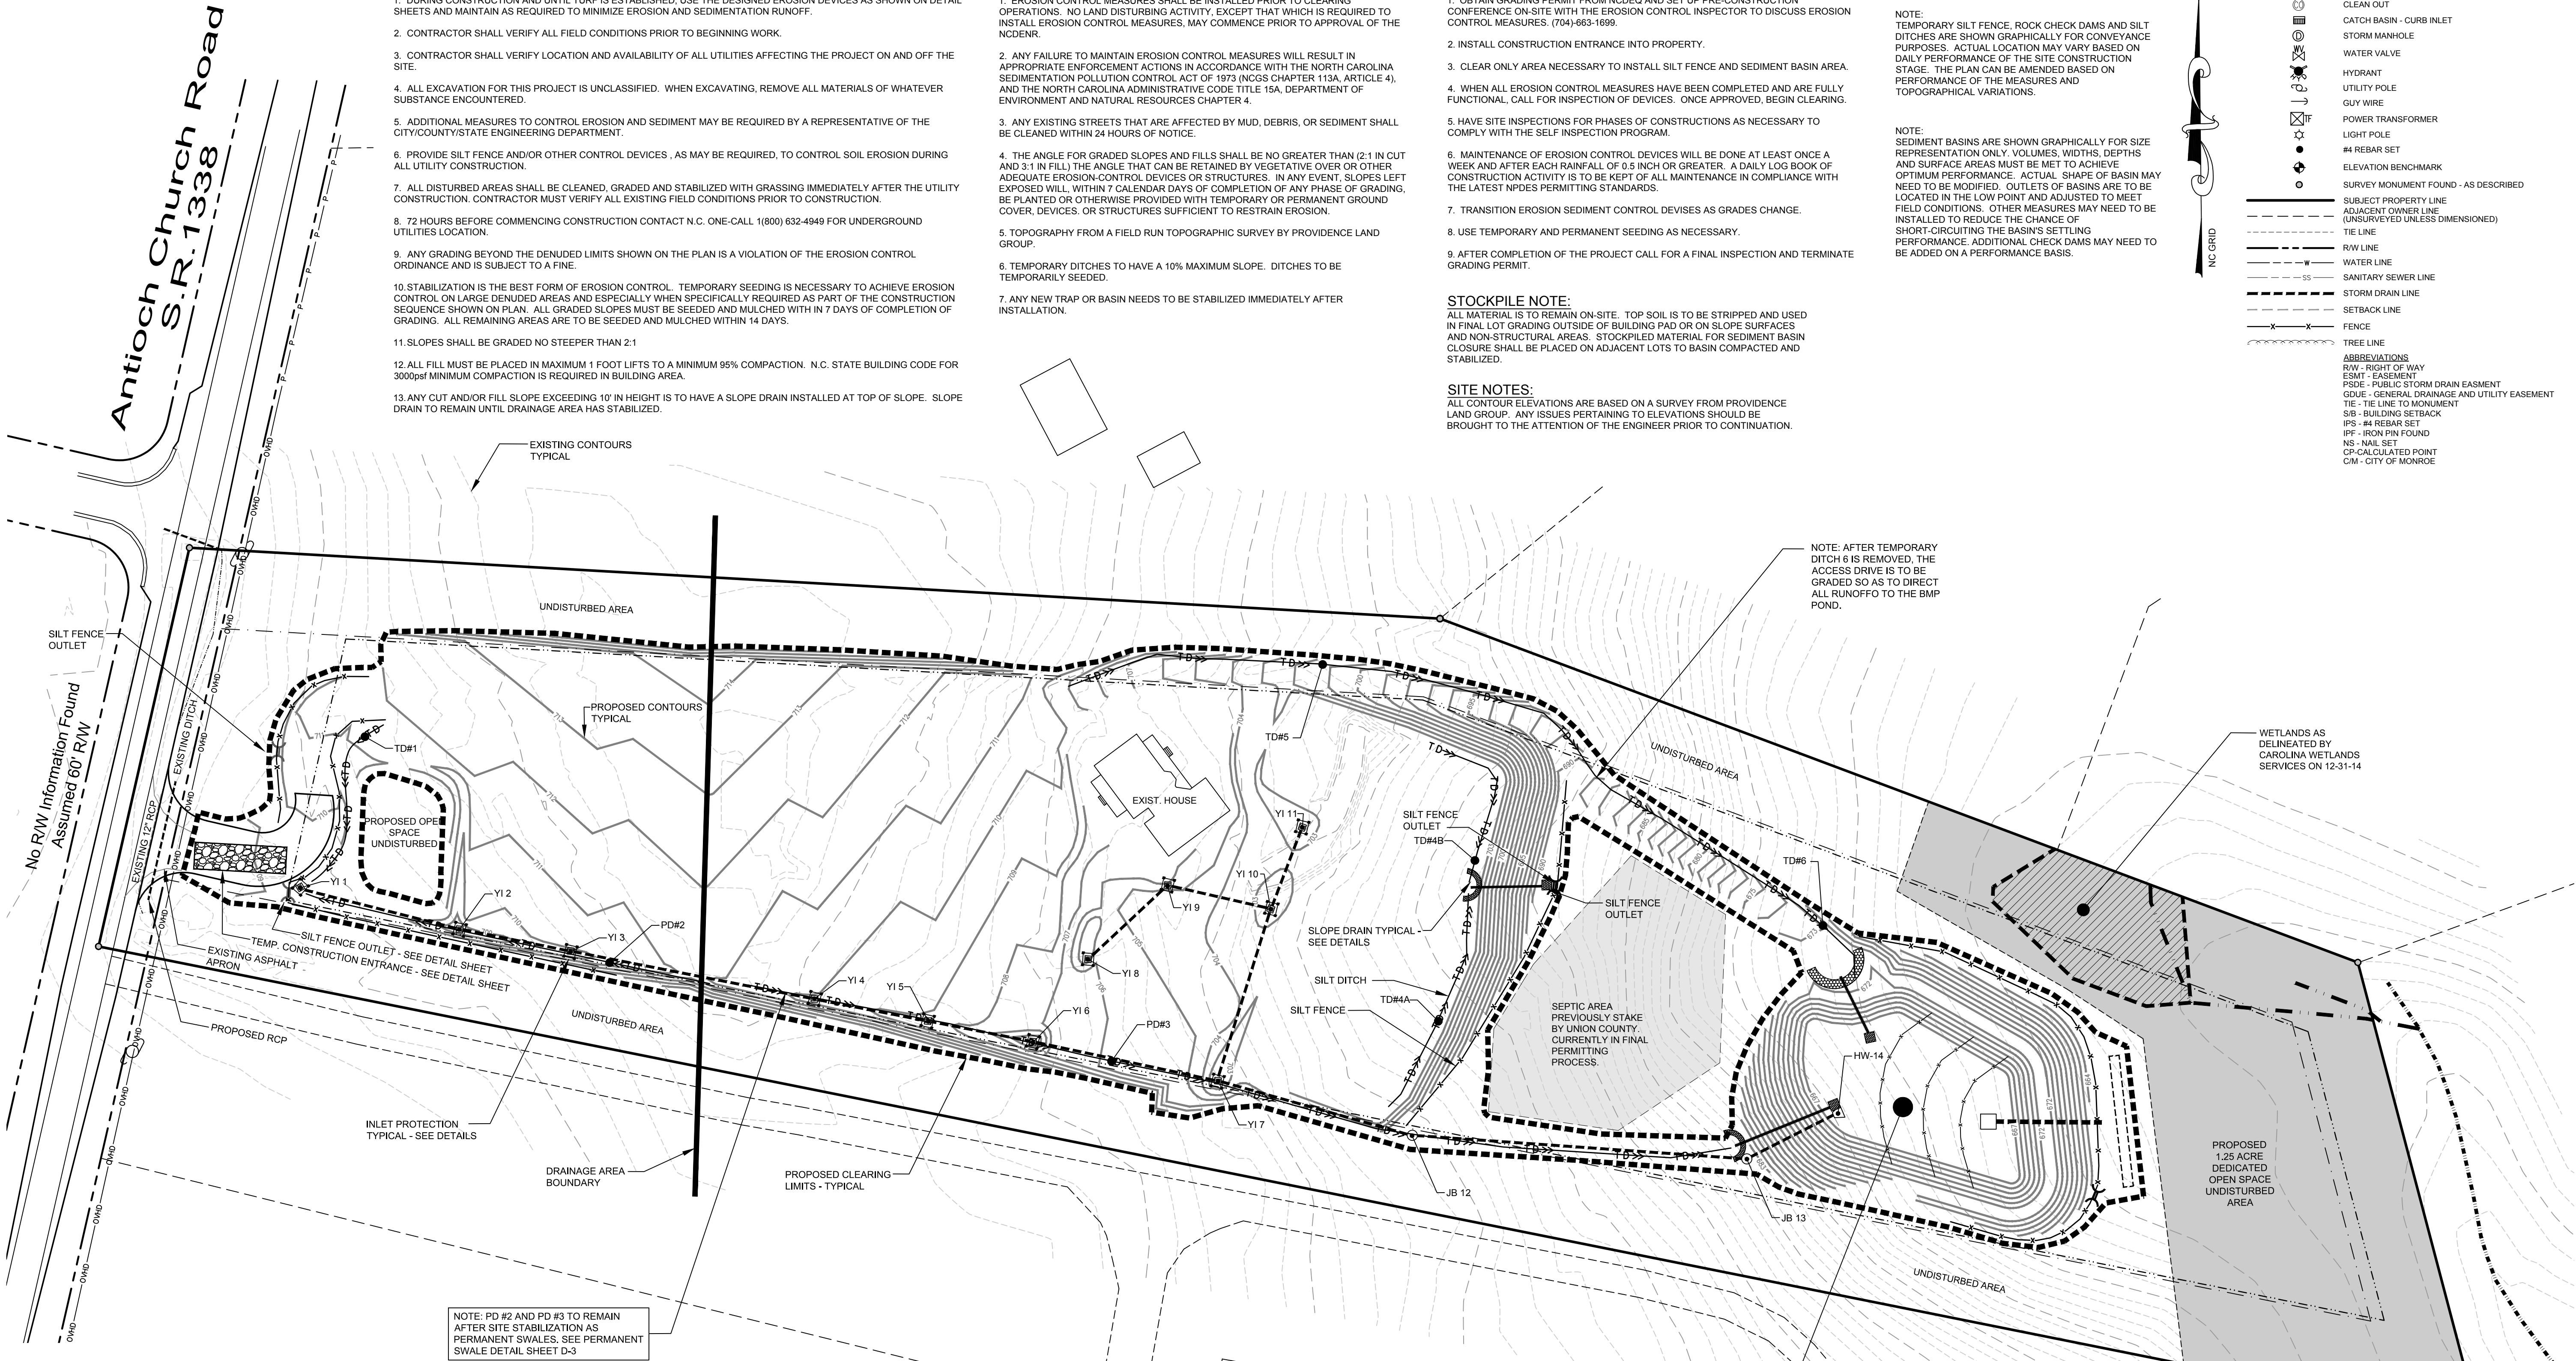 1. DURING CONSTRUCTION AND UNTIL TURF IS ESTABLISHED, USE THE DESIGNED EROSION DEVICES AS SHOWN ON DETAIL
SHEETS AND MAINTAIN AS REQUIRED TO MINIMIZE EROSION AND SEDIMENTATION RUNOFF.
2. CONTRACTOR SHALL VERIFY ALL FIELD CONDITIONS PRIOR TO BEGINNING WORK.
3. CONTRACTOR SHALL VERIFY LOCATION AND AVAILABILITY OF ALL UTILITIES AFFECTING THE PROJECT ON AND OFF THE
SITE.
4. ALL EXCAVATION FOR THIS PROJECT IS UNCLASSIFIED. WHEN EXCAVATING, REMOVE ALL MATERIALS OF WHATEVER
SUBSTANCE ENCOUNTERED.
5. ADDITIONAL MEASURES TO CONTROL EROSION AND SEDIMENT MAY BE REQUIRED BY A REPRESENTATIVE OF THE
CITY/COUNTY/STATE ENGINEERING DEPARTMENT.
6. PROVIDE SILT FENCE AND/OR OTHER CONTROL DEVICES , AS MAY BE REQUIRED, TO CONTROL SOIL EROSION DURING
ALL UTILITY CONSTRUCTION.
7. ALL DISTURBED AREAS SHALL BE CLEANED, GRADED AND STABILIZED WITH GRASSING IMMEDIATELY AFTER THE UTILITY
CONSTRUCTION. CONTRACTOR MUST VERIFY ALL EXISTING FIELD CONDITIONS PRIOR TO CONSTRUCTION.
8. 72 HOURS BEFORE COMMENCING CONSTRUCTION CONTACT N.C. ONE-CALL 1(800) 632-4949 FOR UNDERGROUND
UTILITIES LOCATION.
9. ANY GRADING BEYOND THE DENUDED LIMITS SHOWN ON THE PLAN IS A VIOLATION OF THE EROSION CONTROL
ORDINANCE AND IS SUBJECT TO A FINE.
10. STABILIZATION IS THE BEST FORM OF EROSION CONTROL. TEMPORARY SEEDING IS NECESSARY TO ACHIEVE EROSION
CONTROL ON LARGE DENUDED AREAS AND ESPECIALLY WHEN SPECIFICALLY REQUIRED AS PART OF THE CONSTRUCTION
SEQUENCE SHOWN ON PLAN. ALL GRADED SLOPES MUST BE SEEDED AND MULCHED WITH IN 7 DAYS OF COMPLETION OF
GRADING. ALL REMAINING AREAS ARE TO BE SEEDED AND MULCHED WITHIN 14 DAYS.
11. SLOPES SHALL BE GRADED NO STEEPER THAN 2:1
12. ALL FILL MUST BE PLACED IN MAXIMUM 1 FOOT LIFTS TO A MINIMUM 95% COMPACTION. N.C. STATE BUILDING CODE FOR
3000psf MINIMUM COMPACTION IS REQUIRED IN BUILDING AREA.
13. ANY CUT AND/OR FILL SLOPE EXCEEDING 10' IN HEIGHT IS TO HAVE A SLOPE DRAIN INSTALLED AT TOP OF SLOPE. SLOPE
DRAIN TO REMAIN UNTIL DRAINAGE AREA HAS STABILIZED.
1. EROSION CONTROL MEASURES SHALL BE INSTALLED PRIOR TO CLEARING
OPERATIONS. NO LAND DISTURBING ACTIVITY, EXCEPT THAT WHICH IS REQUIRED TO
INSTALL EROSION CONTROL MEASURES, MAY COMMENCE PRIOR TO APPROVAL OF THE
NCDENR.
2. ANY FAILURE TO MAINTAIN EROSION CONTROL MEASURES WILL RESULT IN
APPROPRIATE ENFORCEMENT ACTIONS IN ACCORDANCE WITH THE NORTH CAROLINA
SEDIMENTATION POLLUTION CONTROL ACT OF 1973 (NCGS CHAPTER 113A, ARTICLE 4),
AND THE NORTH CAROLINA ADMINISTRATIVE CODE TITLE 15A, DEPARTMENT OF
ENVIRONMENT AND NATURAL RESOURCES CHAPTER 4.
3. ANY EXISTING STREETS THAT ARE AFFECTED BY MUD, DEBRIS, OR SEDIMENT SHALL
BE CLEANED WITHIN 24 HOURS OF NOTICE.
4. THE ANGLE FOR GRADED SLOPES AND FILLS SHALL BE NO GREATER THAN (2:1 IN CUT
AND 3:1 IN FILL) THE ANGLE THAT CAN BE RETAINED BY VEGETATIVE OVER OR OTHER
ADEQUATE EROSION-CONTROL DEVICES OR STRUCTURES. IN ANY EVENT, SLOPES LEFT
EXPOSED WILL, WITHIN 7 CALENDAR DAYS OF COMPLETION OF ANY PHASE OF GRADING,
BE PLANTED OR OTHERWISE PROVIDED WITH TEMPORARY OR PERMANENT GROUND
COVER, DEVICES. OR STRUCTURES SUFFICIENT TO RESTRAIN EROSION.
5. TOPOGRAPHY FROM A FIELD RUN TOPOGRAPHIC SURVEY BY PROVIDENCE LAND
GROUP.
6. TEMPORARY DITCHES TO HAVE A 10% MAXIMUM SLOPE. DITCHES TO BE
TEMPORARILY SEEDED.
7. ANY NEW TRAP OR BASIN NEEDS TO BE STABILIZED IMMEDIATELY AFTER
INSTALLATION.
1. OBTAIN GRADING PERMIT FROM NCDEQ AND SET UP PRE-CONSTRUCTION
CONFERENCE ON-SITE WITH THE EROSION CONTROL INSPECTOR TO DISCUSS EROSION
CONTROL MEASURES. (704)-663-1699.
2. INSTALL CONSTRUCTION ENTRANCE INTO PROPERTY.
3. CLEAR ONLY AREA NECESSARY TO INSTALL SILT FENCE AND SEDIMENT BASIN AREA.
4. WHEN ALL EROSION CONTROL MEASURES HAVE BEEN COMPLETED AND ARE FULLY
FUNCTIONAL, CALL FOR INSPECTION OF DEVICES. ONCE APPROVED, BEGIN CLEARING.
5. HAVE SITE INSPECTIONS FOR PHASES OF CONSTRUCTIONS AS NECESSARY TO
COMPLY WITH THE SELF INSPECTION PROGRAM.
6. MAINTENANCE OF EROSION CONTROL DEVICES WILL BE DONE AT LEAST ONCE A
WEEK AND AFTER EACH RAINFALL OF 0.5 INCH OR GREATER. A DAILY LOG BOOK OF
CONSTRUCTION ACTIVITY IS TO BE KEPT OF ALL MAINTENANCE IN COMPLIANCE WITH
THE LATEST NPDES PERMITTING STANDARDS.
7. TRANSITION EROSION SEDIMENT CONTROL DEVISES AS GRADES CHANGE.
8. USE TEMPORARY AND PERMANENT SEEDING AS NECESSARY.
9. AFTER COMPLETION OF THE PROJECT CALL FOR A FINAL INSPECTION AND TERMINATE
GRADING PERMIT.
STOCKPILE NOTE:
ALL MATERIAL IS TO REMAIN ON-SITE. TOP SOIL IS TO BE STRIPPED AND USED
IN FINAL LOT GRADING OUTSIDE OF BUILDING PAD OR ON SLOPE SURFACES
AND NON-STRUCTURAL AREAS. STOCKPILED MATERIAL FOR SEDIMENT BASIN
CLOSURE SHALL BE PLACED ON ADJACENT LOTS TO BASIN COMPACTED AND
STABILIZED.
SITE NOTES:
ALL CONTOUR ELEVATIONS ARE BASED ON A SURVEY FROM PROVIDENCE
LAND GROUP. ANY ISSUES PERTAINING TO ELEVATIONS SHOULD BE
BROUGHT TO THE ATTENTION OF THE ENGINEER PRIOR TO CONTINUATION.
NOTE:
TEMPORARY SILT FENCE, ROCK CHECK DAMS AND SILT
DITCHES ARE SHOWN GRAPHICALLY FOR CONVEYANCE
PURPOSES. ACTUAL LOCATION MAY VARY BASED ON
DAILY PERFORMANCE OF THE SITE CONSTRUCTION
STAGE. THE PLAN CAN BE AMENDED BASED ON
PERFORMANCE OF THE MEASURES AND
TOPOGRAPHICAL VARIATIONS.
NOTE:
SEDIMENT BASINS ARE SHOWN GRAPHICALLY FOR SIZE
REPRESENTATION ONLY. VOLUMES, WIDTHS, DEPTHS
AND SURFACE AREAS MUST BE MET TO ACHIEVE
OPTIMUM PERFORMANCE. ACTUAL SHAPE OF BASIN MAY
NEED TO BE MODIFIED. OUTLETS OF BASINS ARE TO BE
LOCATED IN THE LOW POINT AND ADJUSTED TO MEET
FIELD CONDITIONS. OTHER MEASURES MAY NEED TO BE
INSTALLED TO REDUCE THE CHANCE OF
SHORT-CIRCUITING THE BASIN'S SETTLING
PERFORMANCE. ADDITIONAL CHECK DAMS MAY NEED TO
BE ADDED ON A PERFORMANCE BASIS.
NC GRID
CO CLEAN OUT
CATCH BASIN - CURB INLET
D STORM MANHOLE
WV WATER VALVE
HYDRANT
UTILITY POLE
GUY WIRE
TF POWER TRANSFORMER
LIGHT POLE
#4 REBAR SET
ELEVATION BENCHMARK
SURVEY MONUMENT FOUND - AS DESCRIBED
SUBJECT PROPERTY LINE
ADJACENT OWNER LINE
(UNSURVEYED UNLESS DIMENSIONED)
TIE LINE
R/W LINE
W WATER LINE
SS SANITARY SEWER LINE
STORM DRAIN LINE
SETBACK LINE
X X FENCE
TREE LINE
ABBREVIATIONS
R/W - RIGHT OF WAY
ESMT - EASEMENT
PSDE - PUBLIC STORM DRAIN EASMENT
GDUE - GENERAL DRAINAGE AND UTILITY EASEMENT
TIE - TIE LINE TO MONUMENT
S/B - BUILDING SETBACK
IPS - #4 REBAR SET
IPF - IRON PIN FOUND
NS - NAIL SET
CP-CALCULATED POINT
C/M - CITY OF MONROE
Antioch Church Road
S.R. 1338
No R/W Information Found
Assumed 60' R/W
EXISTING CONTOURS
TYPICAL
UNDISTURBED AREA
SILT FENCE
OUTLET
EXISTING DITCH
EXISTING 12" RCP
PROPOSED CONTOURS
TYPICAL
TD#1
PROPOSED OPEN
SPACE
UNDISTURBED
YI 1
YI 2
YI 3
PD#2
SILT FENCE OUTLET - SEE DETAIL SHEET
TEMP. CONSTRUCTION ENTRANCE - SEE DETAIL SHEET
EXISTING ASPHALT
APRON
PROPOSED RCP
INLET PROTECTION
TYPICAL - SEE DETAILS
UNDISTURBED AREA
DRAINAGE AREA
BOUNDARY
PROPOSED CLEARING
LIMITS - TYPICAL
NOTE: PD #2 AND PD #3 TO REMAIN
AFTER SITE STABILIZATION AS
PERMANENT SWALES. SEE PERMANENT
SWALE DETAIL SHEET D-3
YI 4
YI 5
YI 6
PD#3
YI 7
YI 8
YI 9
YI 10
YI 11
EXIST. HOUSE
TD#5
NOTE: AFTER TEMPORARY
DITCH 6 IS REMOVED, THE
ACCESS DRIVE IS TO BE
GRADED SO AS TO DIRECT
ALL RUNOFFO TO THE BMP
POND.
UNDISTURBED AREA
SILT FENCE
OUTLET
TD#4B
SILT FENCE
OUTLET
SLOPE DRAIN TYPICAL -
SEE DETAILS
SILT DITCH
TD#4A
SILT FENCE
SEPTIC AREA
PREVIOUSLY STAKE
BY UNION COUNTY.
CURRENTLY IN FINAL
PERMITTING
PROCESS.
TD#6
HW-14
JB 12
JB 13
WETLANDS AS
DELINEATED BY
CAROLINA WETLANDS
SERVICES ON 12-31-14
PROPOSED
1.25 ACRE
DEDICATED
OPEN SPACE
UNDISTURBED
AREA
UNDISTURBED AREA